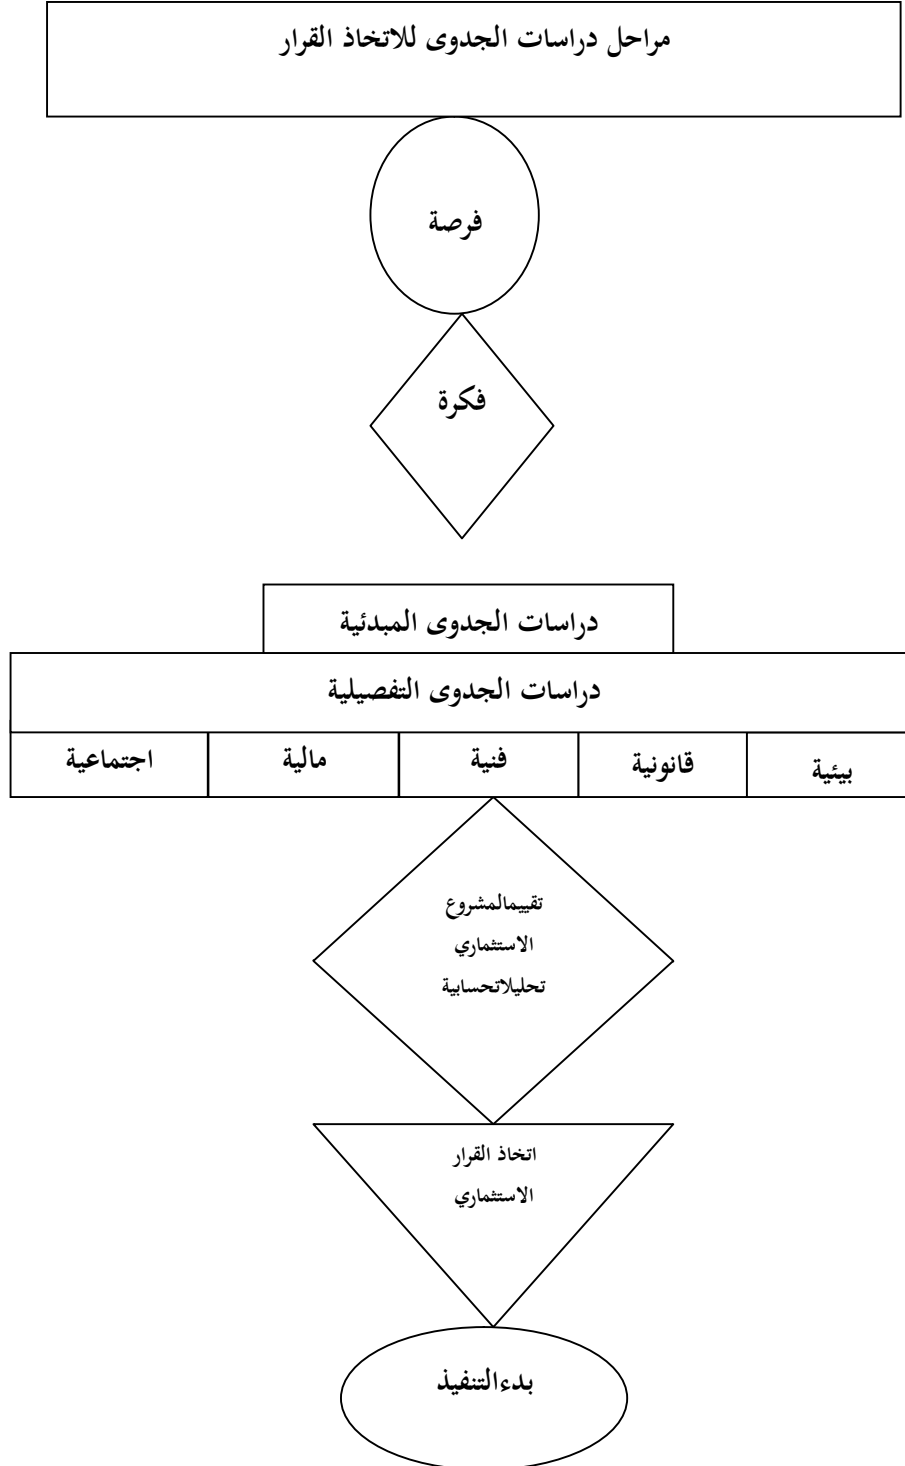 مراحل دراسات الجدوى للاتخاذ القرار
فرصة
فكرة
دراسات الجدوى المبدئية
دراسات الجدوى التفصيلية
بيئية
قانونية
فنية
مالية
اجتماعية
تقييمالمشروع
الاستثماري
تحليلاتحسابية
اتخاذ القرار
الاستثماري
بدءالتنفيذ